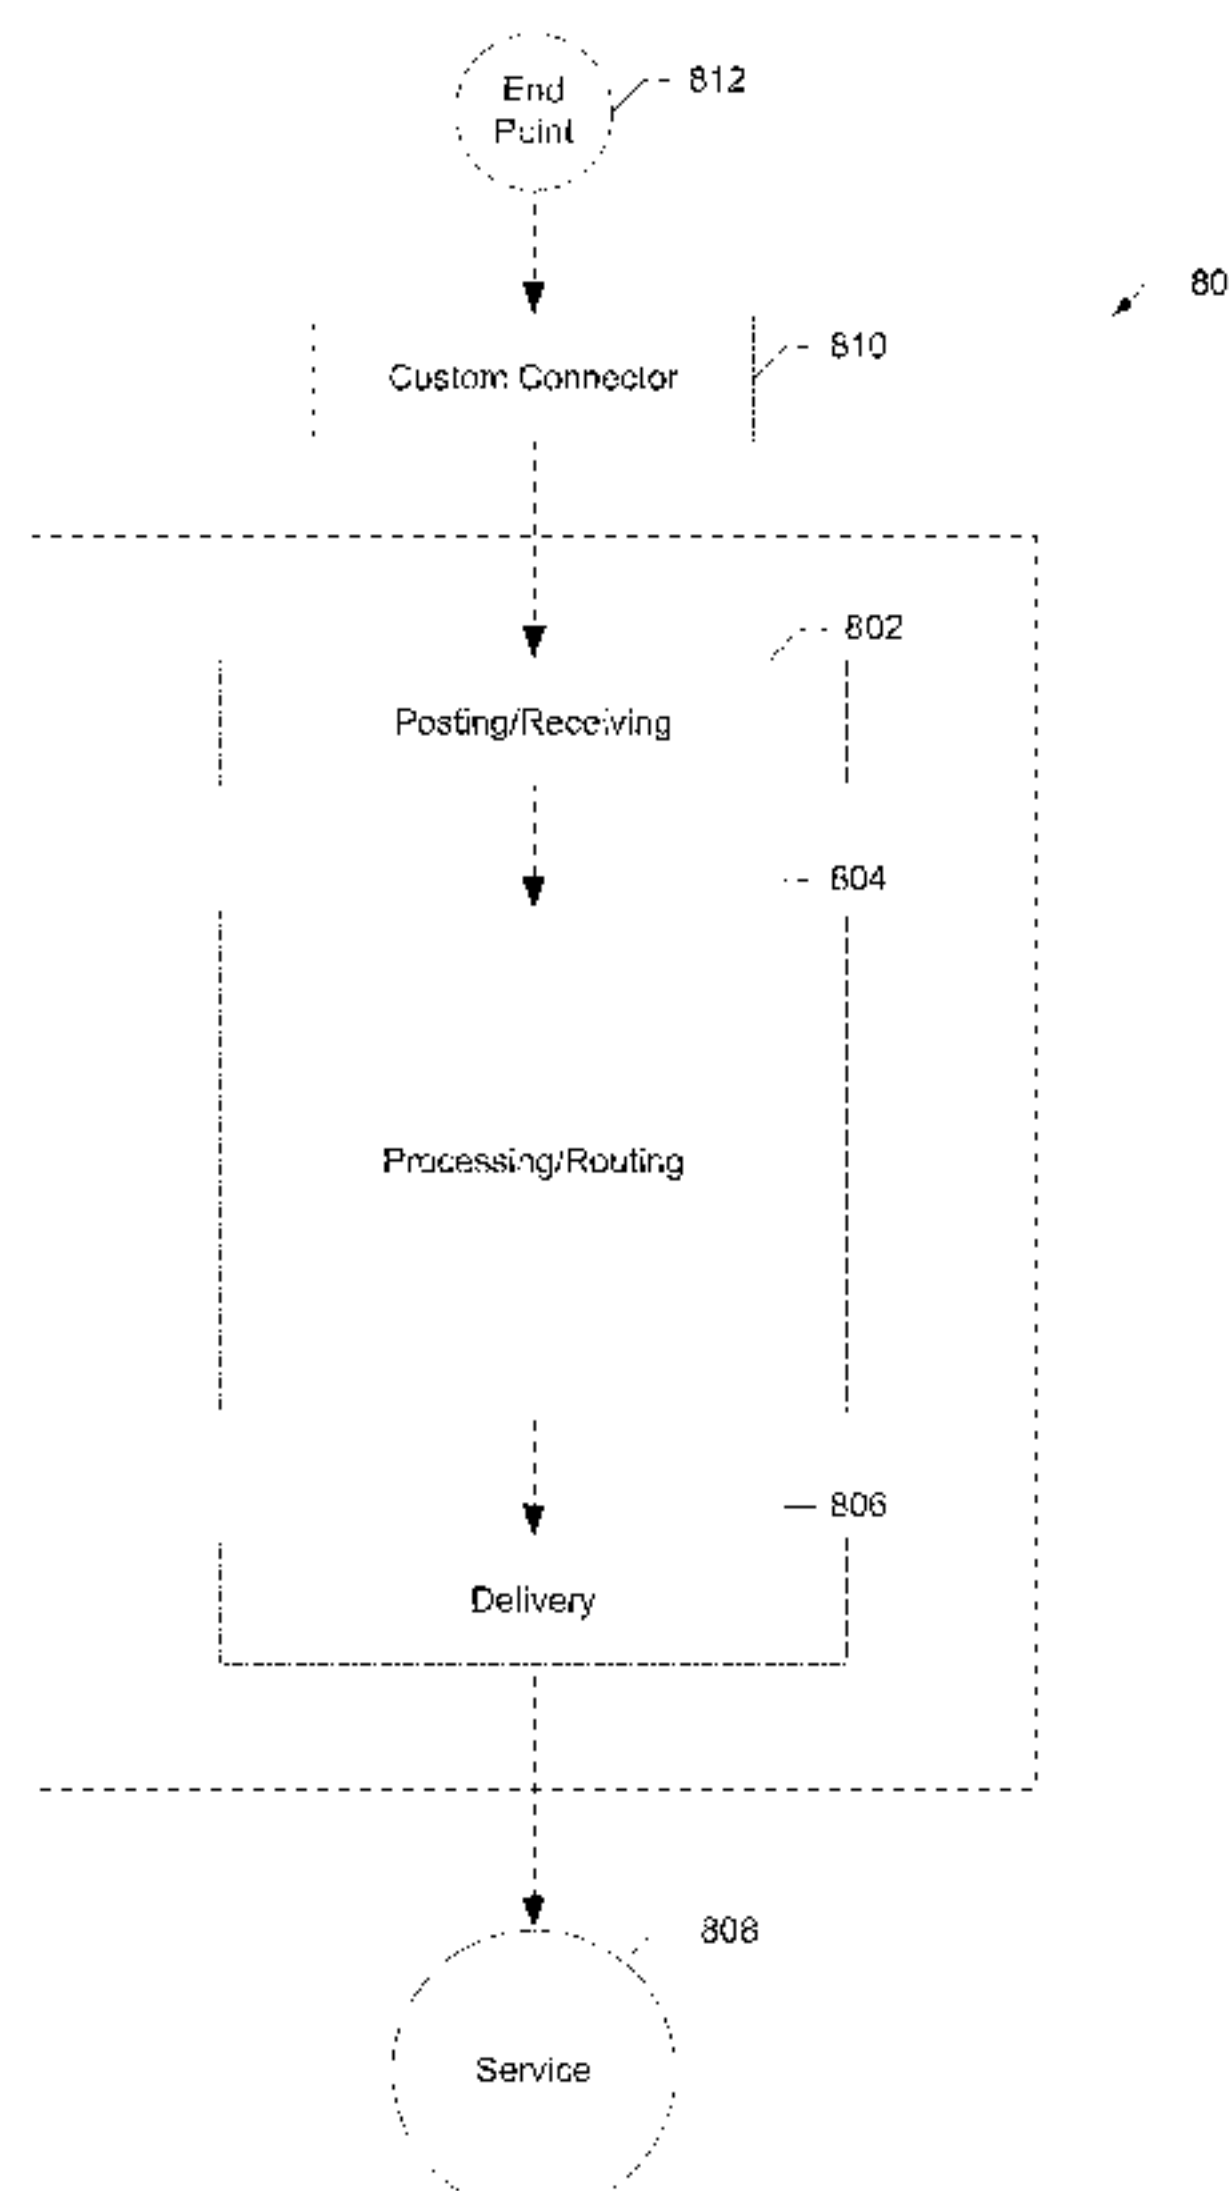 End
Point
812
80
Custom Connector
810
802
Posting/Receiving
804
Processing/Routing
806
Delivery
808
Service